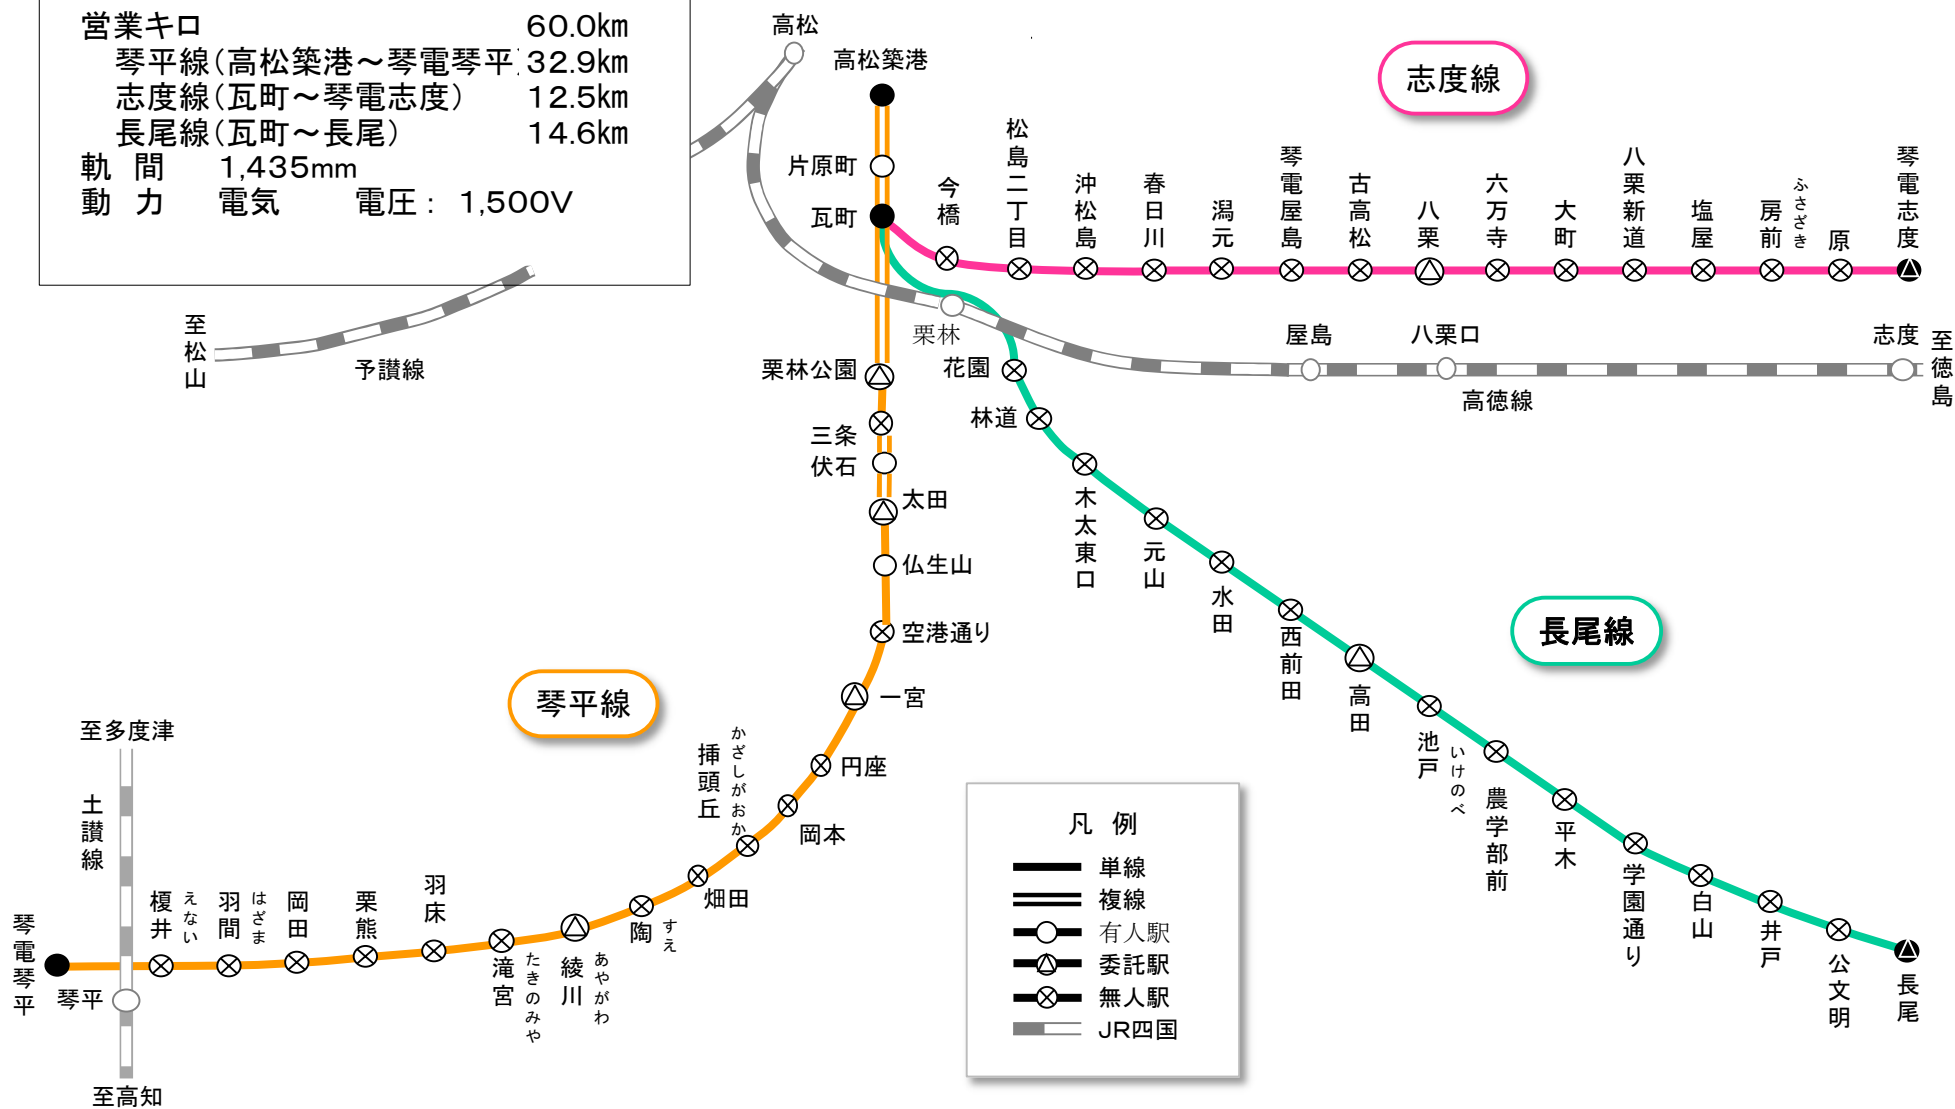 営業キロ 60.0km
琴平線(高松築港～琴電琴平) 32.9km
志度線(瓦町～琴電志度) 12.5km
長尾線(瓦町～長尾) 14.6km
軌 間 1,435mm
動 力 電気 電圧: 1,500V
高松
高松築港
片原町
瓦町
志度線
今橋
松島二丁目
沖松島
春日川
潟元
琴電屋島
古高松
八栗
六万寺
大町
八栗新道
塩屋
房前
ふさざき
原
琴電志度
至松山
予讃線
栗林
屋島
八栗口
志度
至徳島
高徳線
栗林公園
三条
伏石
太田
仏生山
空港通り
一宮
円座
岡本
挿頭丘
かざしがおか
畑田
陶
すえ
綾川
あやがわ
滝宮
たきのみや
羽床
栗熊
岡田
羽間
はざま
榎井
えない
琴電琴平
琴平線
花園
林道
木太東口
元山
水田
西前田
高田
池戸
いけのべ
農学部前
平木
学園通り
白山
井戸
公文明
長尾
長尾線
至多度津
土讃線
琴平
至高知
凡 例
単線
複線
有人駅
委託駅
無人駅
JR四国